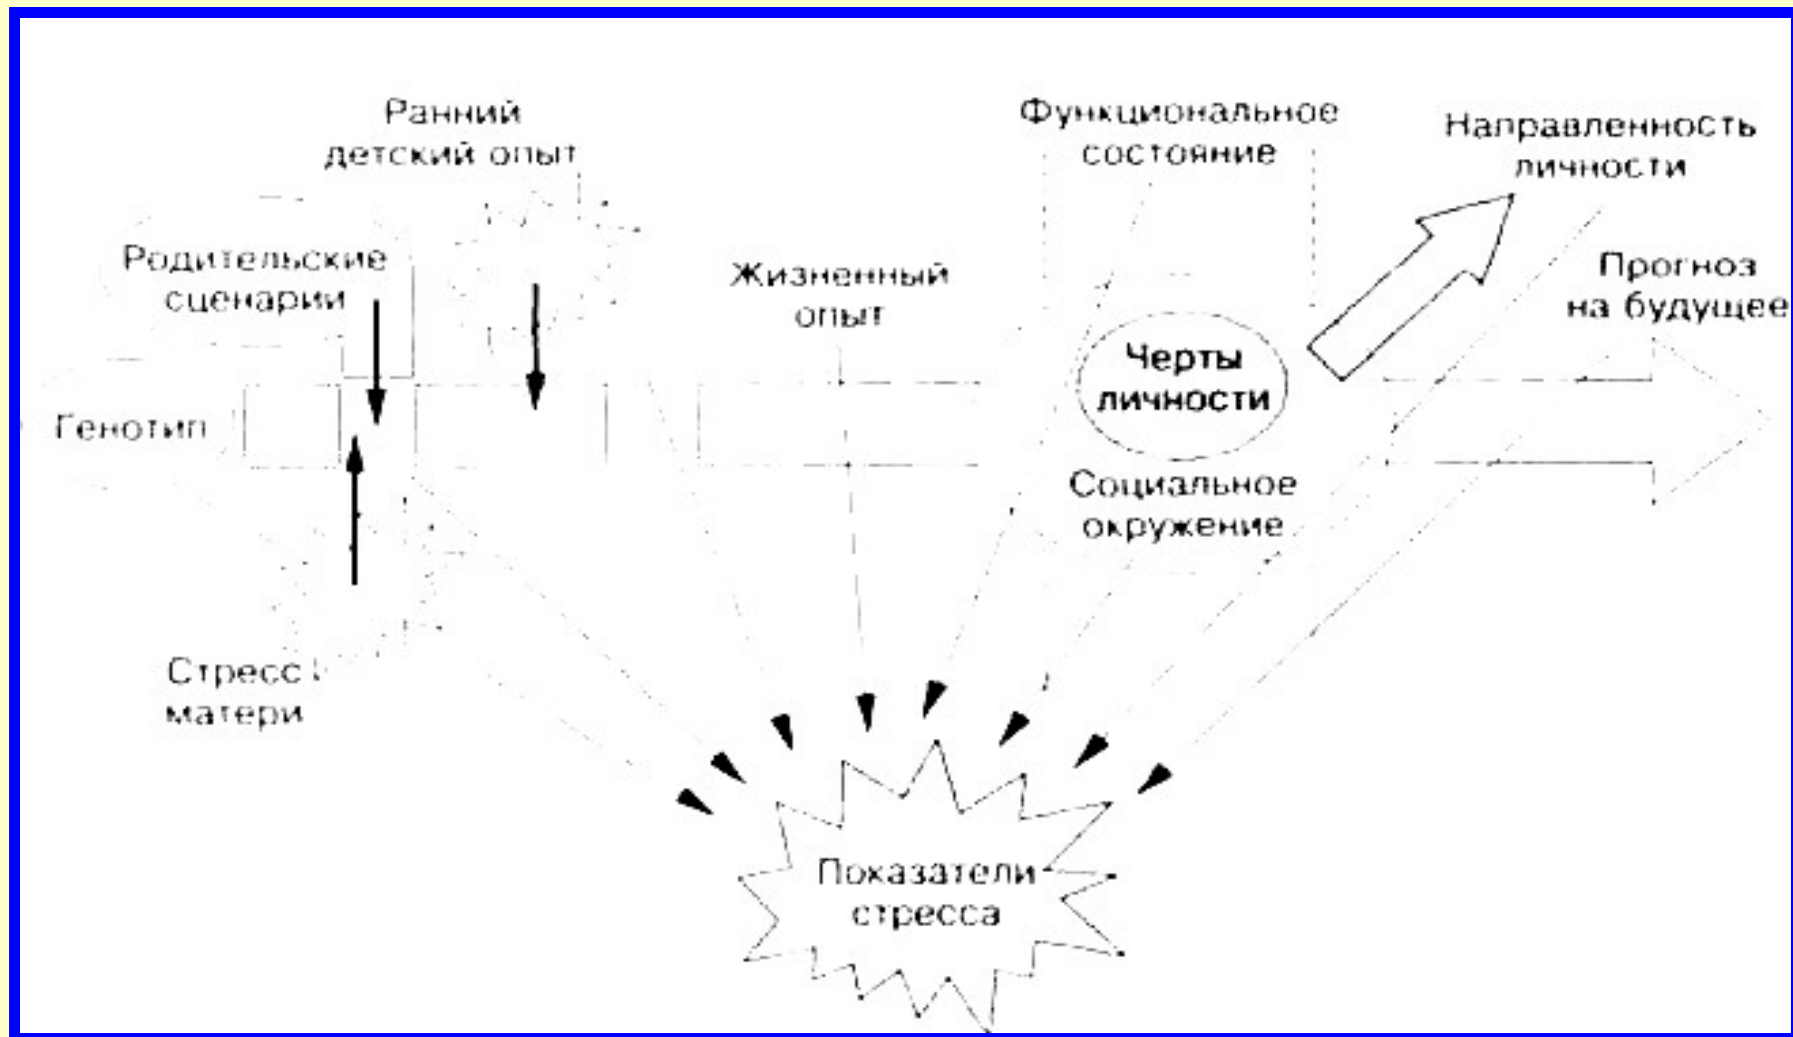 Ранний
детский опыт
Функциональное
состояние
Направленность
личности
Родительские
сценарии
Жизненный
опыт
Прогноз
на будущее
Черты
личности
Генотип
Социальное
окружение
Стресс
матери
Показатели
стресса